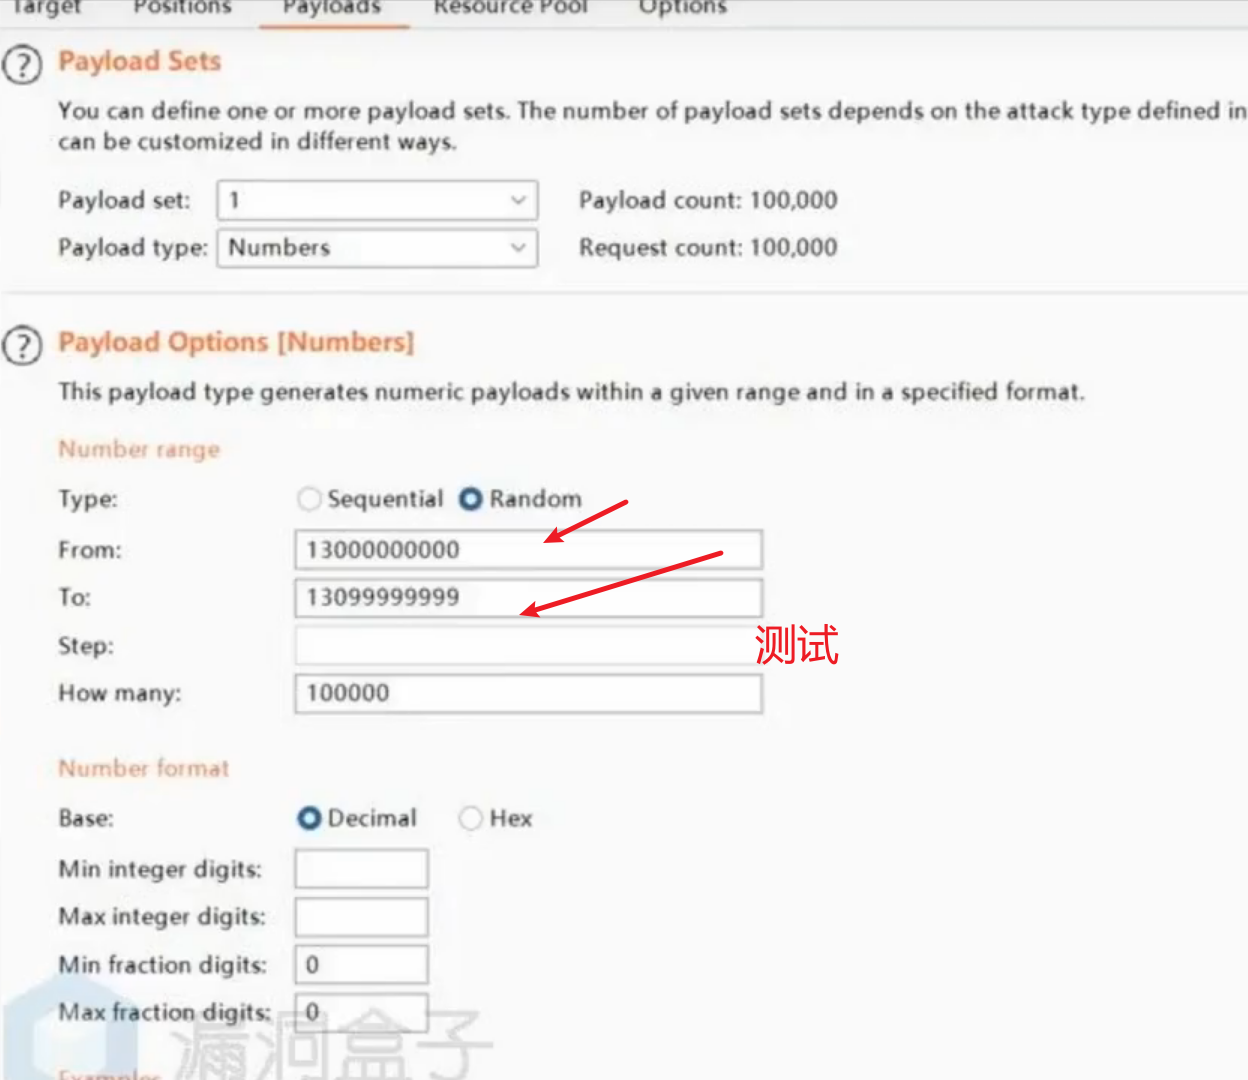 Target Positions Payloads Resource Pool Options
Payload Sets
You can define one or more payload sets. The number of payload sets depends on the attack type defined in
can be customized in different ways.
Payload set: 1 Payload count: 100,000
Payload type: Numbers Request count: 100,000
Payload Options [Numbers]
This payload type generates numeric payloads within a given range and in a specified format.
Number range
Type: Sequential Random
From: 13000000000
To: 13099999999
Step:
测试
How many: 100000
Number format
Base: Decimal Hex
Min integer digits:
Max integer digits:
Min fraction digits: 0
Max fraction digits: 0
漏洞盒子
Examples